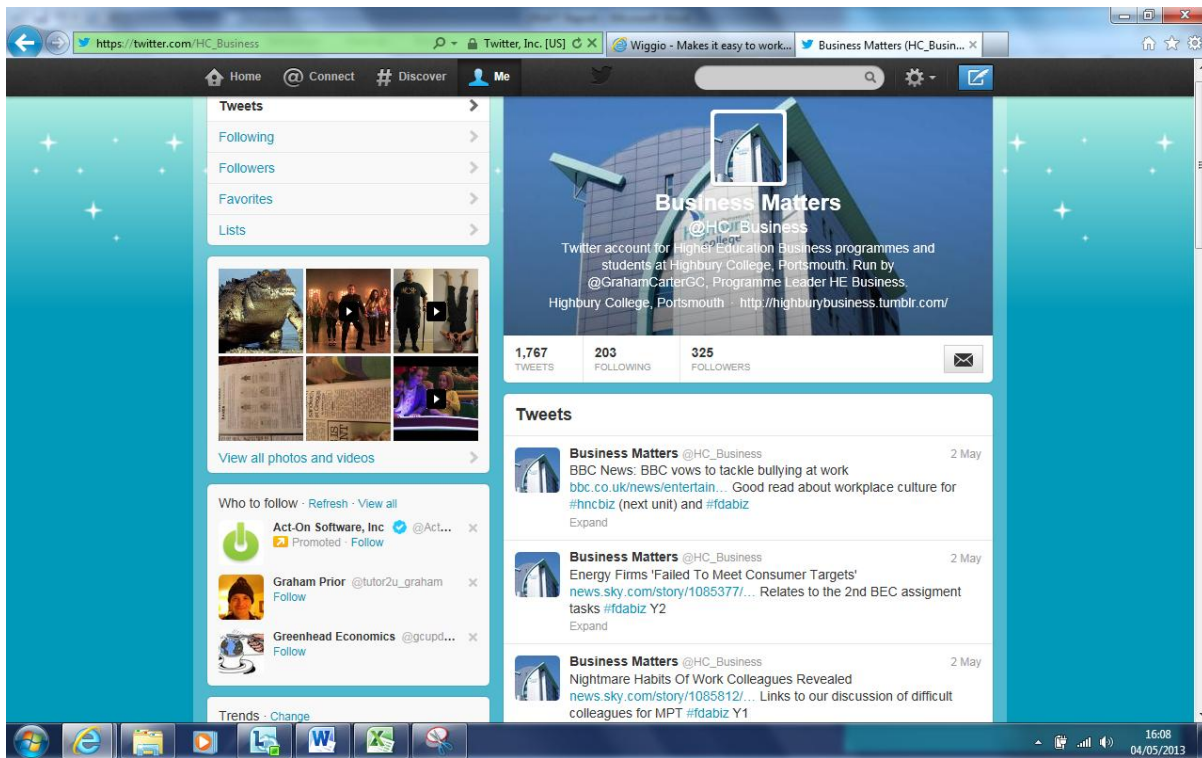 https://twitter.com/HC_Business
Twitter, Inc. [US]
Wiggio - Makes it easy to work...
Business Matters (HC_Busin...
Home
Connect
Discover
Me
Tweets
Following
Followers
Favorites
Lists
View all photos and videos
Who to follow · Refresh · View all
Act-On Software, Inc @Act...
Promoted · Follow
Graham Prior @tutor2u_graham
Follow
Greenhead Economics @gcupd...
Follow
Trends · Change
Business Matters
@HC_Business
Twitter account for Higher Education Business programmes and
students at Highbury College, Portsmouth. Run by
@GrahamCarterGC, Programme Leader HE Business.
Highbury College, Portsmouth · http://highburybusiness.tumblr.com/
1,767
TWEETS
203
FOLLOWING
325
FOLLOWERS
Tweets
Business Matters @HC_Business 2 May
BBC News: BBC vows to tackle bullying at work
bbc.co.uk/news/entertain... Good read about workplace culture for
#hncbiz (next unit) and #fdabiz
Expand
Business Matters @HC_Business 2 May
Energy Firms 'Failed To Meet Consumer Targets'
news.sky.com/story/1085377/... Relates to the 2nd BEC assigment
tasks #fdabiz Y2
Expand
Business Matters @HC_Business 2 May
Nightmare Habits Of Work Colleagues Revealed
news.sky.com/story/1085812/... Links to our discussion of difficult
colleagues for MPT #fdabiz Y1
16:08
04/05/2013